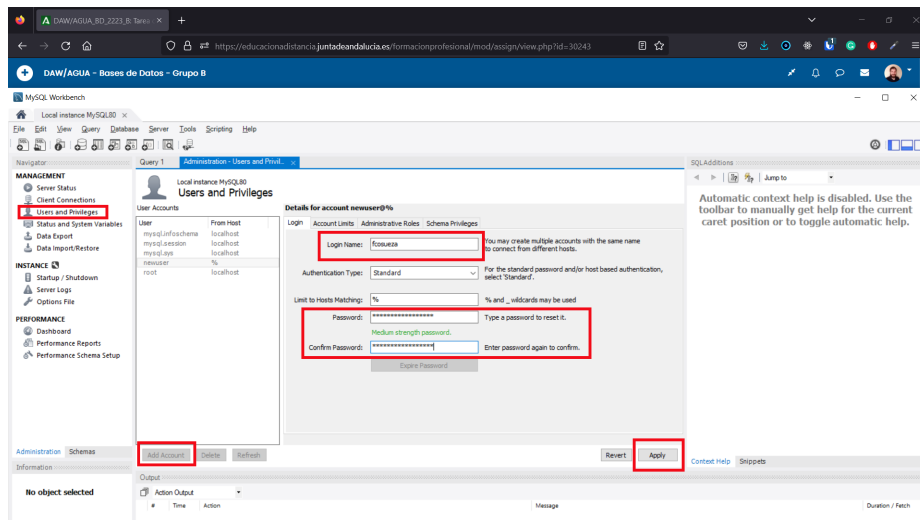 DAW/AGUA_BD_2223_B: Tarea
https://educacionadistancia.juntadeandalucia.es/formacionprofesional/mod/assign/view.php?id=30243
DAW/AGUA - Bases de Datos - Grupo B
MySQL Workbench
Local instance MySQL80
File Edit View Query Database Server Tools Scripting Help
Navigator
MANAGEMENT
Server Status
Client Connections
Users and Privileges
Status and System Variables
Data Export
Data Import/Restore
INSTANCE
Startup / Shutdown
Server Logs
Options File
PERFORMANCE
Dashboard
Performance Reports
Performance Schema Setup
Administration Schemas
Information
No object selected
Query 1 Administration - Users and Privil...
Local instance MySQL80
Users and Privileges
User Accounts
User From Host
mysql.infoschema localhost
mysql.session localhost
mysql.sys localhost
newuser %
root localhost
Add Account Delete Refresh
Details for account newuser@%
Login Account Limits Administrative Roles Schema Privileges
Login Name: fcosueza You may create multiple accounts with the same name
to connect from different hosts.
Authentication Type: Standard For the standard password and/or host based authentication,
select 'Standard'.
Limit to Hosts Matching: % % and _ wildcards may be used
Password: **************** Type a password to reset it.
Medium strength password.
Confirm Password: **************** Enter password again to confirm.
Expire Password
Revert Apply
Output
Action Output
# Time Action Message Duration / Fetch
SQLAdditions
Jump to
Automatic context help is disabled. Use the
toolbar to manually get help for the current
caret position or to toggle automatic help.
Context Help Snippets